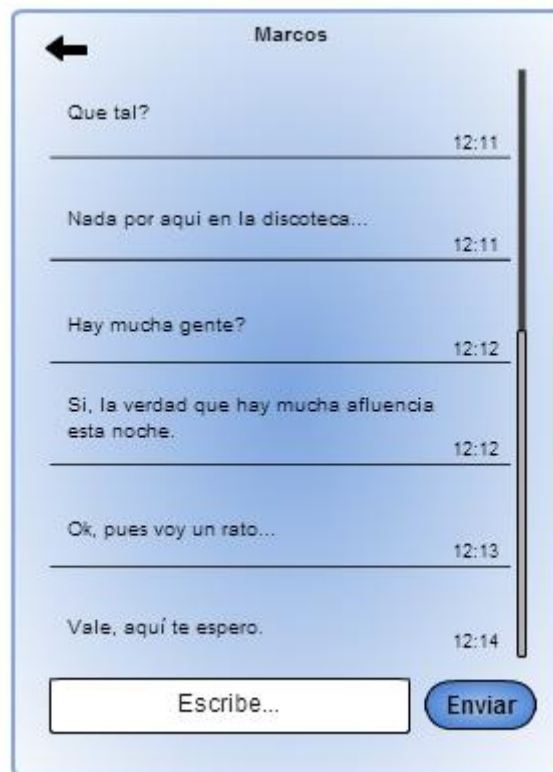 Marcos
Que tal?
12:11
Nada por aqui en la discoteca...
12:11
Hay mucha gente?
12:12
Si, la verdad que hay mucha afluencia
esta noche.
12:12
Ok, pues voy un rato...
12:13
Vale, aquí te espero.
12:14
Escribe...
Enviar